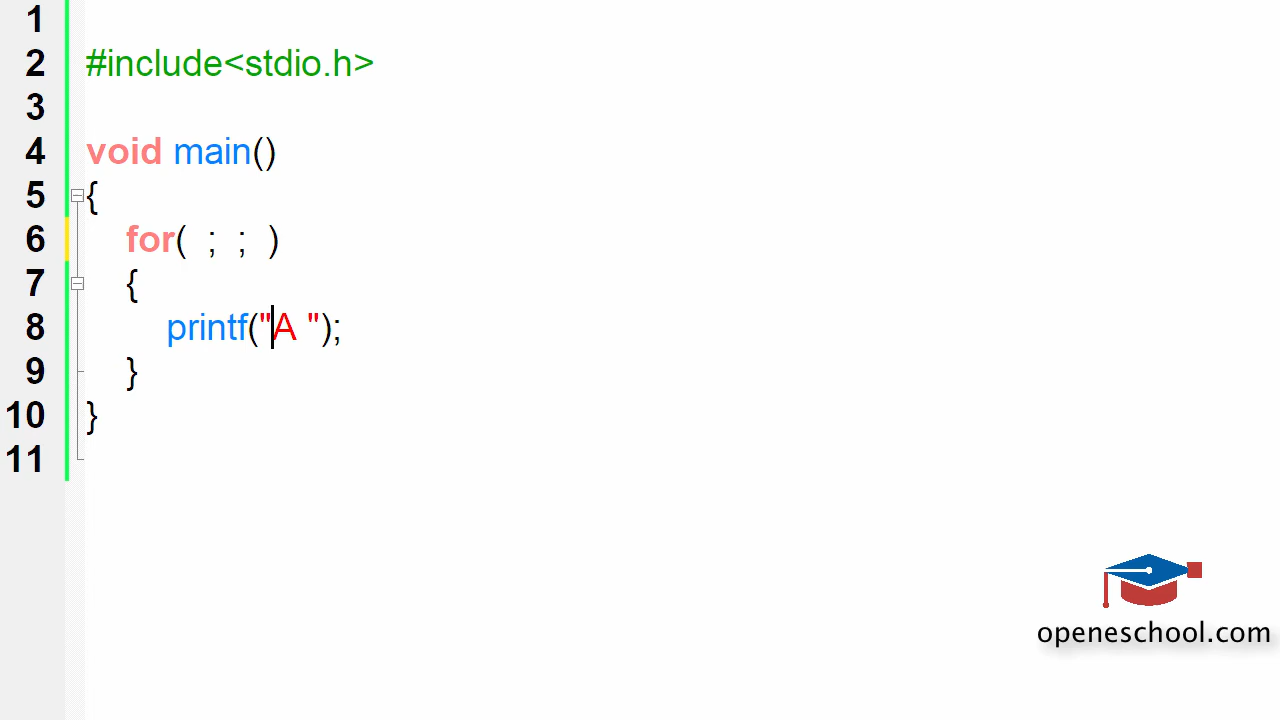 1
2 #include<stdio.h>
3
4 void main()
5 {
6 for( ; ; )
7 {
8 printf("A ");
9 }
10 }
11
openeschool.com